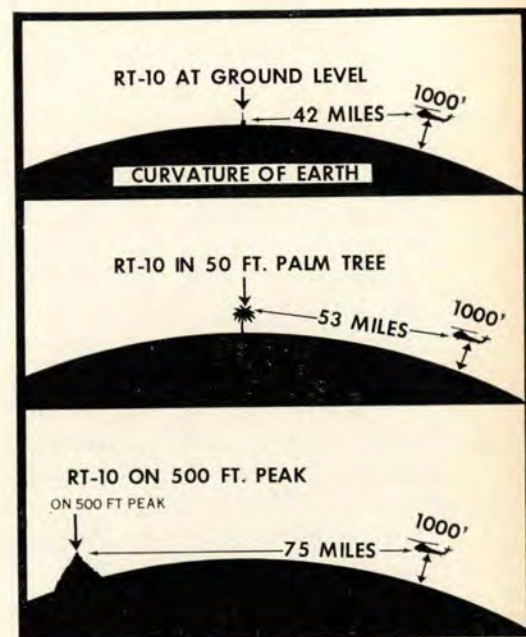 RT-10 AT GROUND LEVEL
42 MILES
1000'
CURVATURE OF EARTH
RT-10 IN 50 FT. PALM TREE
53 MILES
1000'
RT-10 ON 500 FT. PEAK
ON 500 FT PEAK
75 MILES
1000'